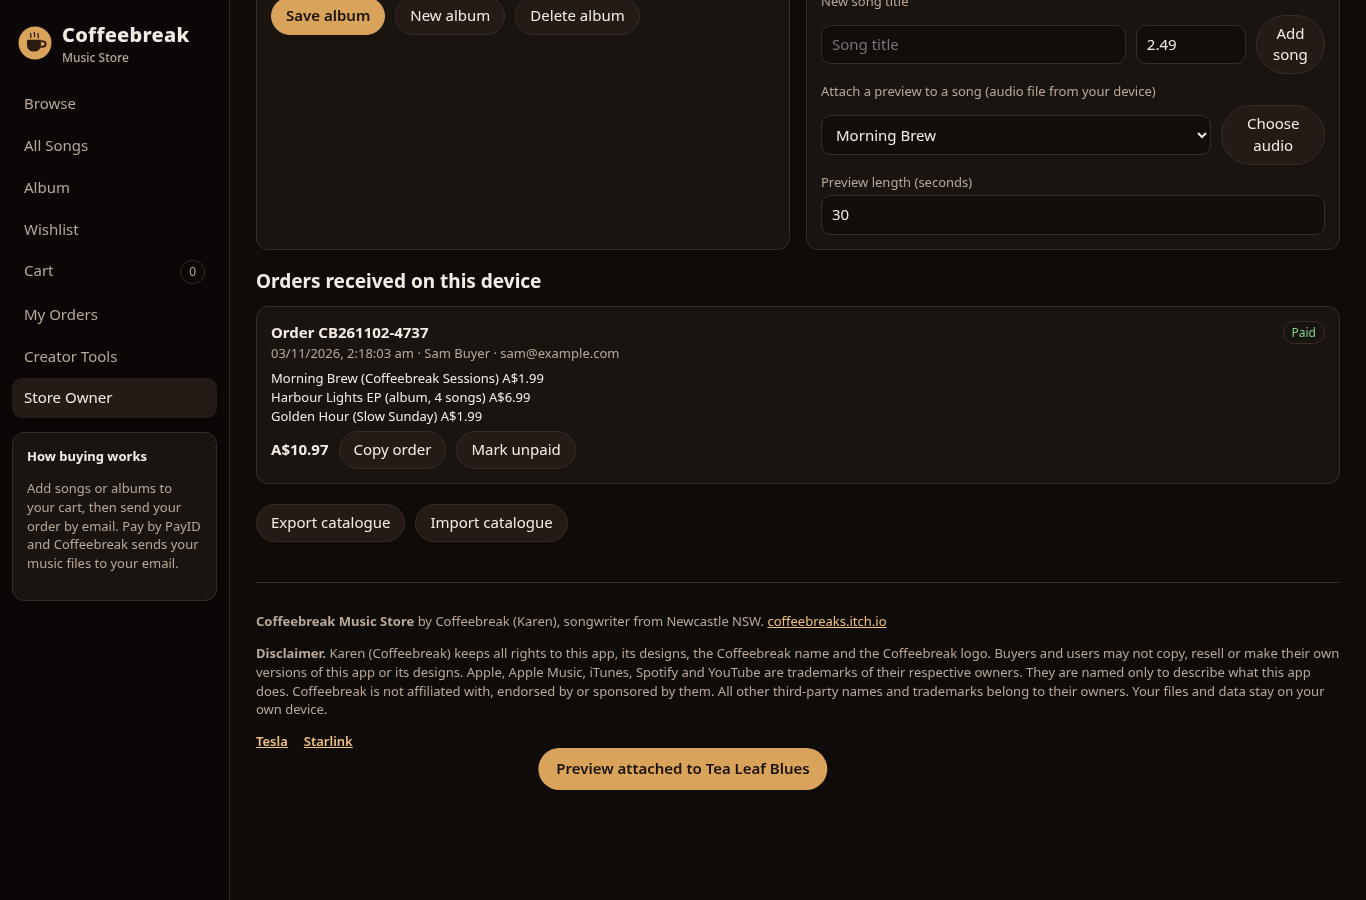 Coffeebreak
Music Store
Browse
All Songs
Album
Wishlist
Cart
0
My Orders
Creator Tools
Store Owner
How buying works
Add songs or albums to
your cart, then send your
order by email. Pay by PayID
and Coffeebreak sends your
music files to your email.
Save album
New album
Delete album
New song title
Song title
2.49
Add
song
Attach a preview to a song (audio file from your device)
Morning Brew
Choose
audio
Preview length (seconds)
30
Orders received on this device
Order CB261102-4737
Paid
03/11/2026, 2:18:03 am · Sam Buyer · sam@example.com
Morning Brew (Coffeebreak Sessions) A$1.99
Harbour Lights EP (album, 4 songs) A$6.99
Golden Hour (Slow Sunday) A$1.99
A$10.97
Copy order
Mark unpaid
Export catalogue
Import catalogue
Coffeebreak Music Store by Coffeebreak (Karen), songwriter from Newcastle NSW. coffeebreaks.itch.io
Disclaimer. Karen (Coffeebreak) keeps all rights to this app, its designs, the Coffeebreak name and the Coffeebreak logo. Buyers and users may not copy, resell or make their own
versions of this app or its designs. Apple, Apple Music, iTunes, Spotify and YouTube are trademarks of their respective owners. They are named only to describe what this app
does. Coffeebreak is not affiliated with, endorsed by or sponsored by them. All other third-party names and trademarks belong to their owners. Your files and data stay on your
own device.
Tesla
Starlink
Preview attached to Tea Leaf Blues